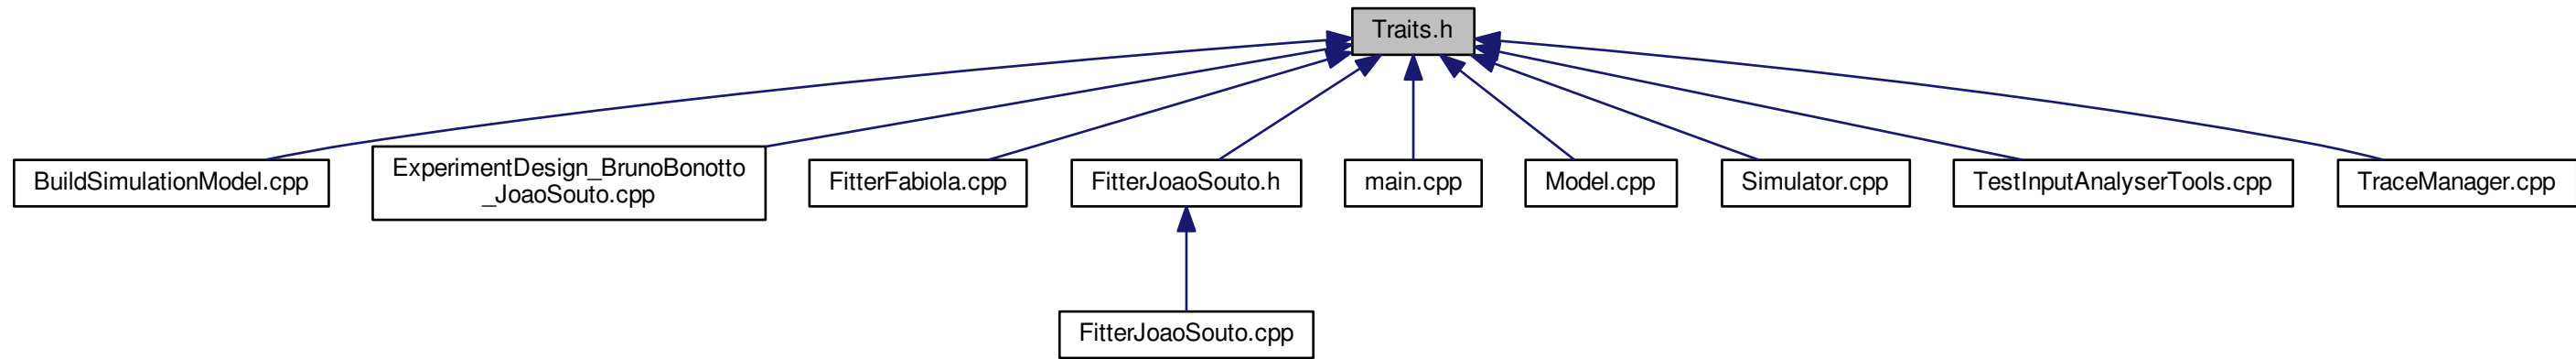 Traits.h
BuildSimulationModel.cpp
ExperimentDesign_BrunoBonotto
_JoaoSouto.cpp
FitterFabiola.cpp
FitterJoaoSouto.h
main.cpp
Model.cpp
Simulator.cpp
TestInputAnalyserTools.cpp
TraceManager.cpp
FitterJoaoSouto.cpp